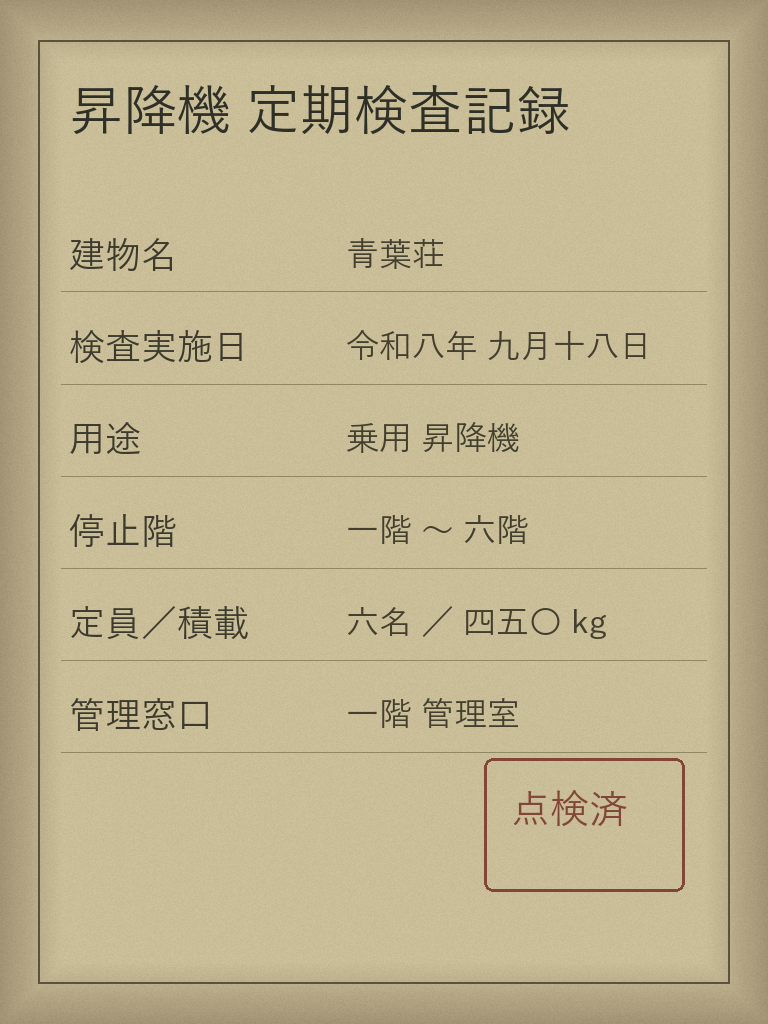 昇降機 定期検査記録
建物名 青葉荘
検査実施日 令和八年 九月十八日
用途 乗用 昇降機
停止階 一階 ～ 六階
定員／積載 六名 ／ 四五〇 kg
管理窓口 一階 管理室
点検済